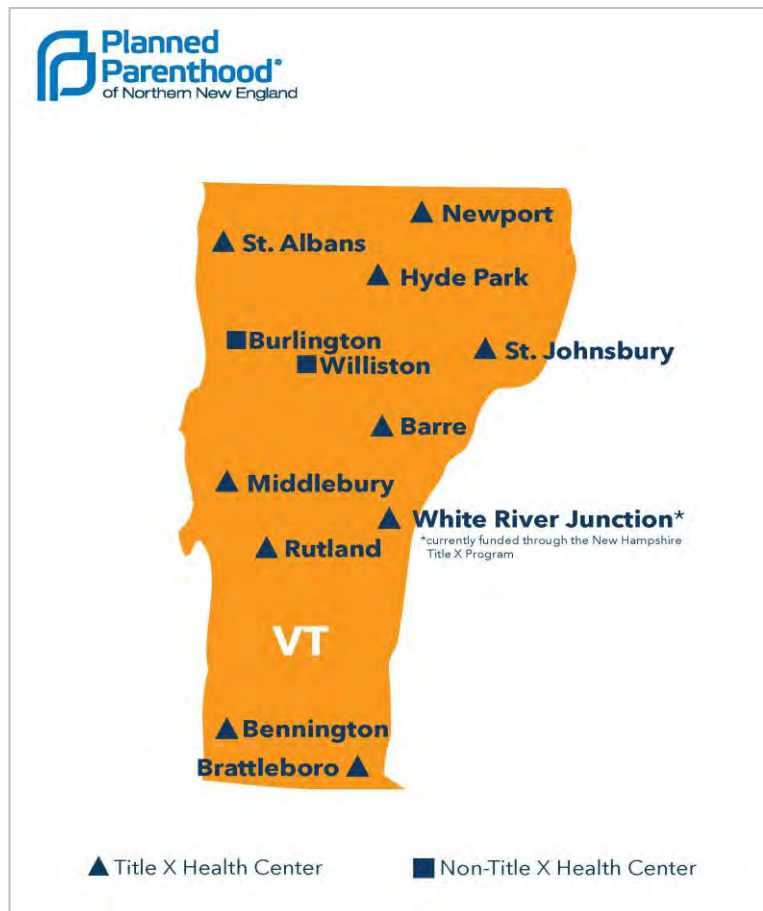 Planned
Parenthood®
of Northern New England
Newport
St. Albans
Hyde Park
Burlington
St. Johnsbury
Williston
Barre
Middlebury
White River Junction*
*currently funded through the New Hampshire
Title X Program
Rutland
VT
Bennington
Brattleboro
Title X Health Center
Non-Title X Health Center